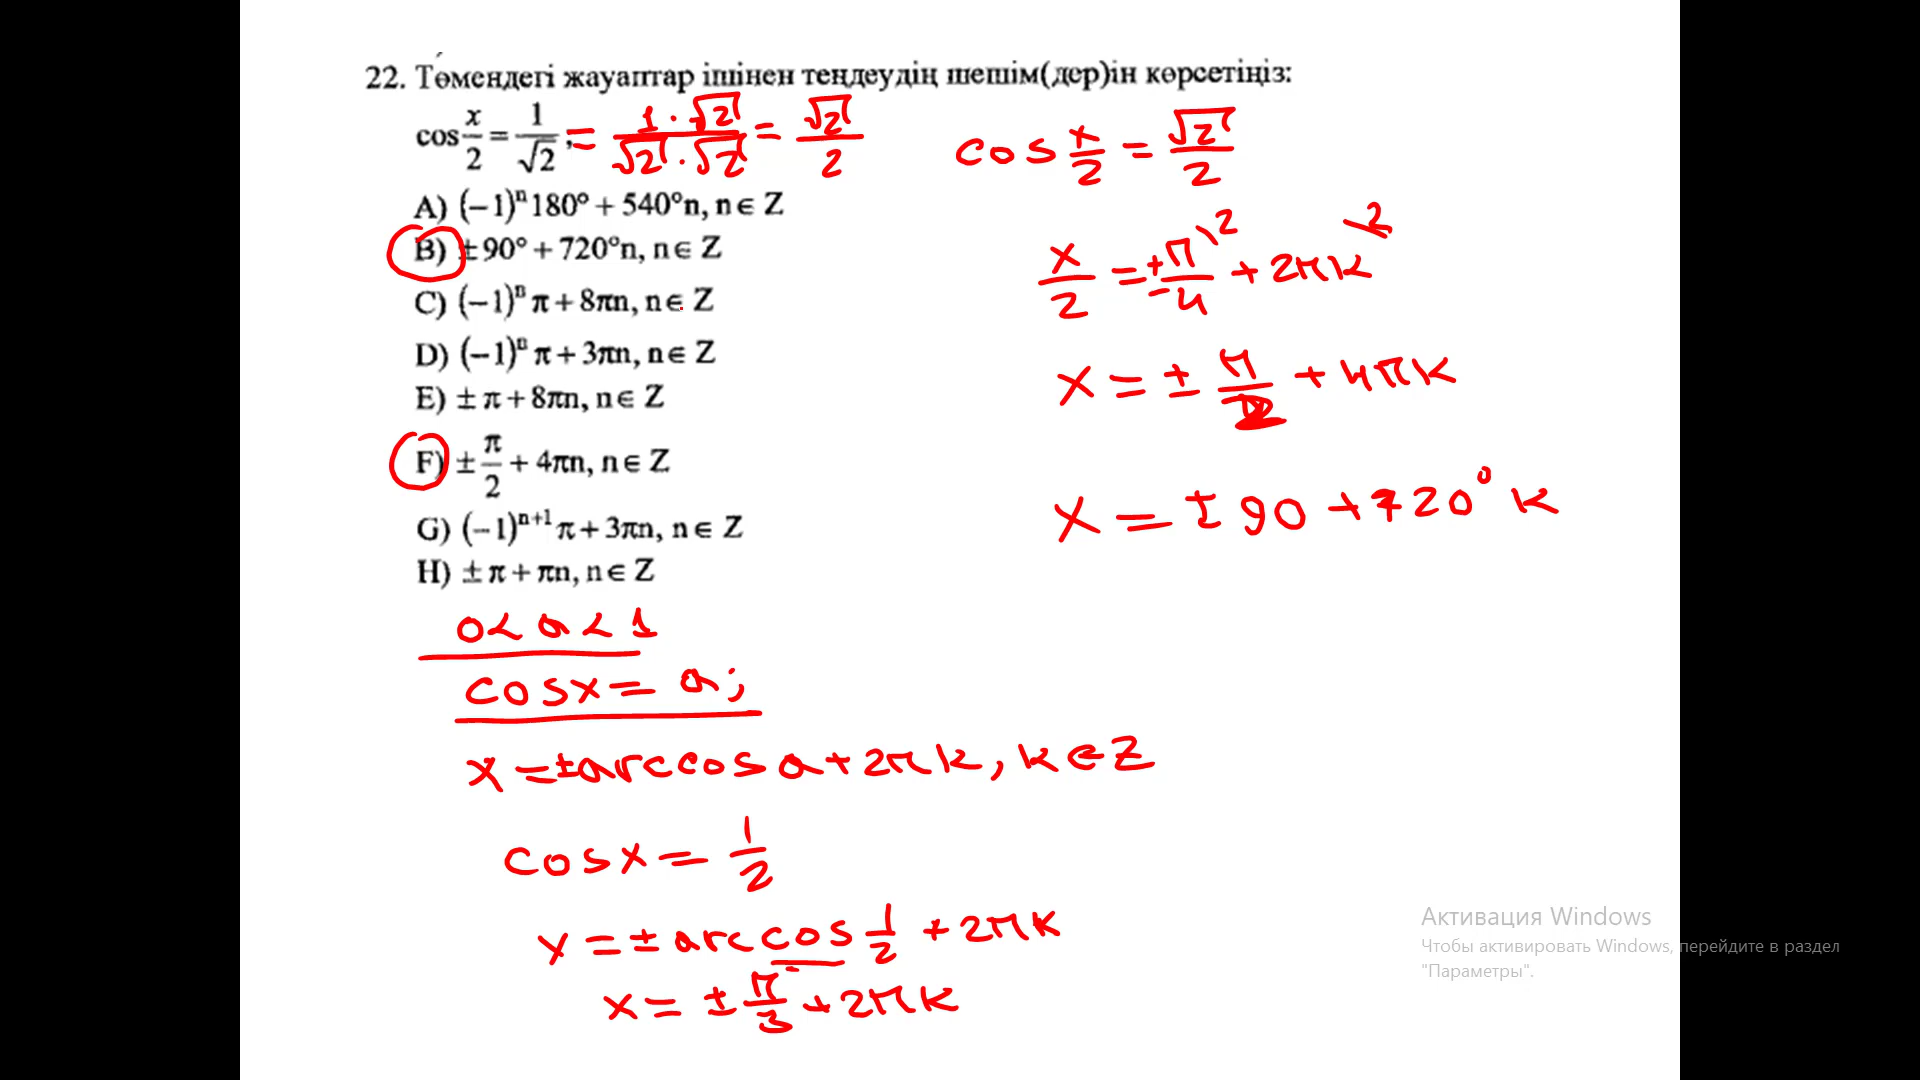 22. Төмендегі жауаптар ішінен теңдеудің шешім(дер)ін көрсетіңіз:
cos x/2 = 1/√2; = 1·√2/√2·√2 = √2/2
A) (−1)ⁿ180° + 540°n, n∈Z
B) ±90° + 720°n, n∈Z
C) (−1)ⁿπ + 8πn, n∈Z
D) (−1)ⁿπ + 3πn, n∈Z
E) ±π + 8πn, n∈Z
F) ±π/2 + 4πn, n∈Z
G) (−1)ⁿ⁺¹π + 3πn, n∈Z
H) ±π + πn, n∈Z
cos x/2 = √2/2
x/2 = ±π/4 + 2πk ·2
x = ±π/2 + 4πk
x = ±90 + 720°k
0<a<1
cosx = a;
x = ±arccos a + 2πk, k∈Z
cosx = 1/2
x = ± arccos 1/2 + 2πk
x = ± π/3 + 2πk
Активация Windows
Чтобы активировать Windows, перейдите в раздел
"Параметры".